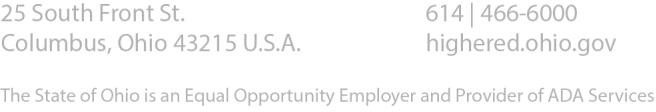 25 South Front St.
Columbus, Ohio 43215 U.S.A.
614 | 466-6000
highered.ohio.gov
The State of Ohio is an Equal Opportunity Employer and Provider of ADA Services